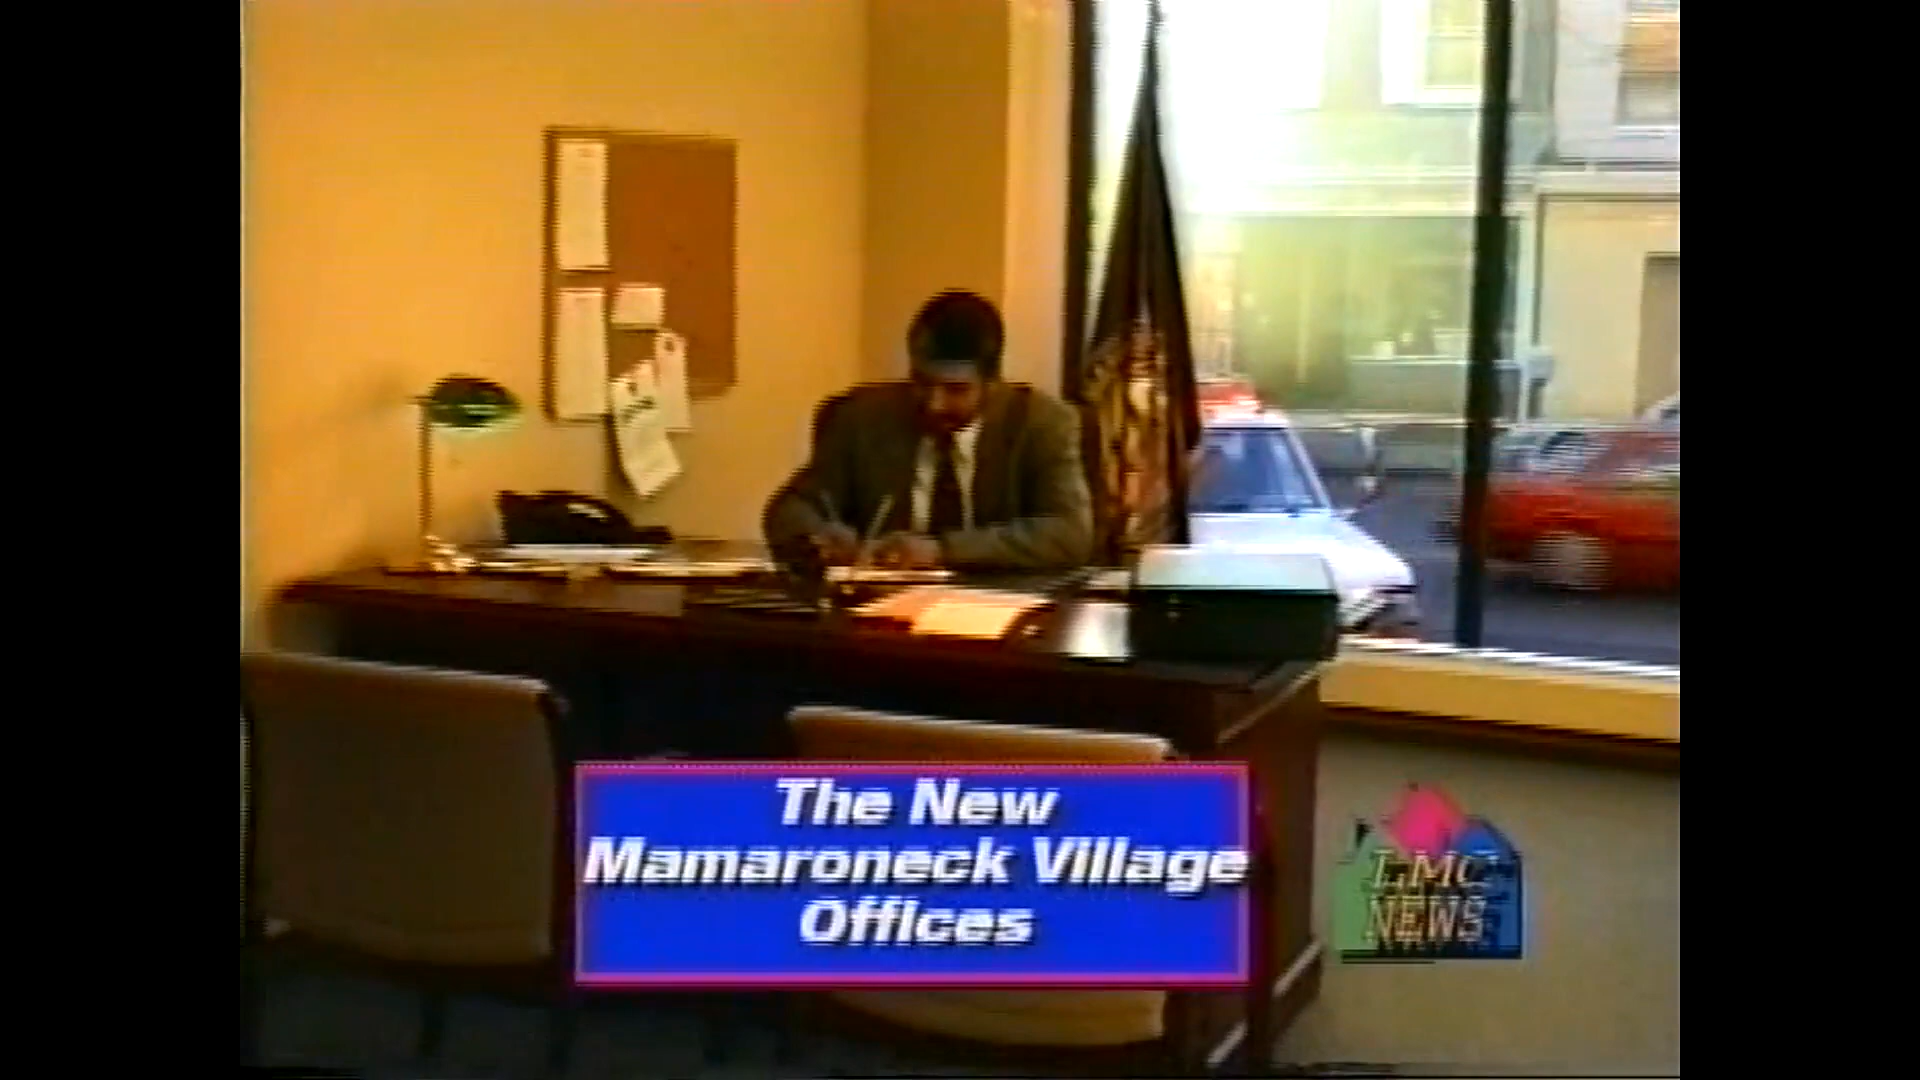 The New
Mamaroneck Village
Offices
LMC
NEWS